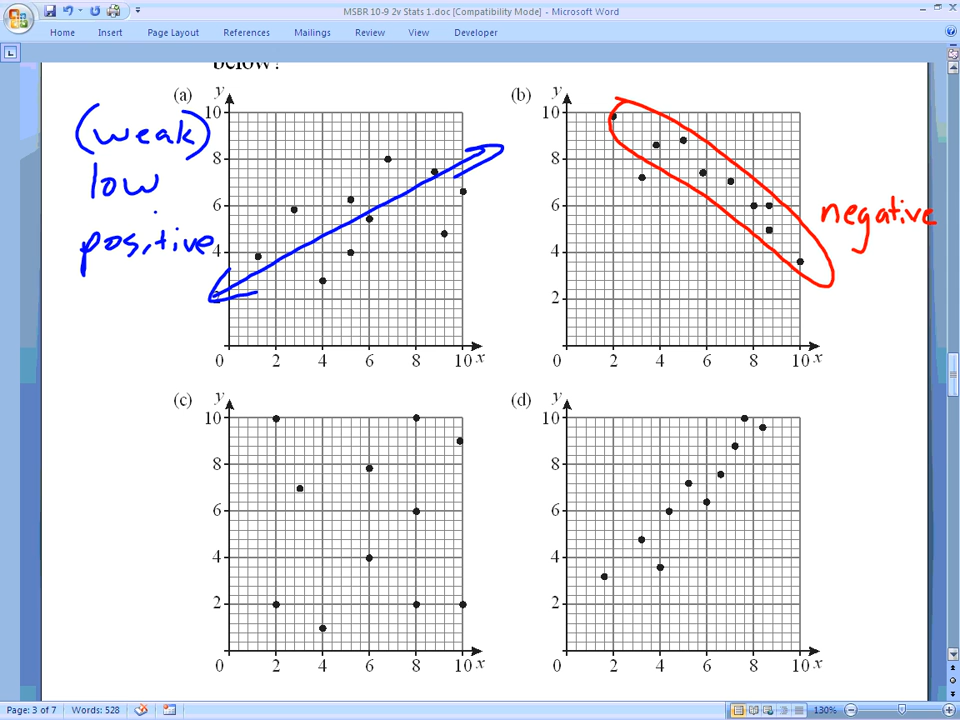 MSBR 10-9 2v Stats 1.doc [Compatibility Mode] - Microsoft Word
Home Insert Page Layout References Mailings Review View Developer
below?
(a) y
10
8
6
4
2
0 2 4 6 8 10 x
(weak)
low
positive
(b) y
10
8
6
4
2
0 2 4 6 8 10 x
negative
(c) y
10
8
6
4
2
0 2 4 6 8 10 x
(d) y
10
8
6
4
2
0 2 4 6 8 10 x
Page: 3 of 7 Words: 528 130%